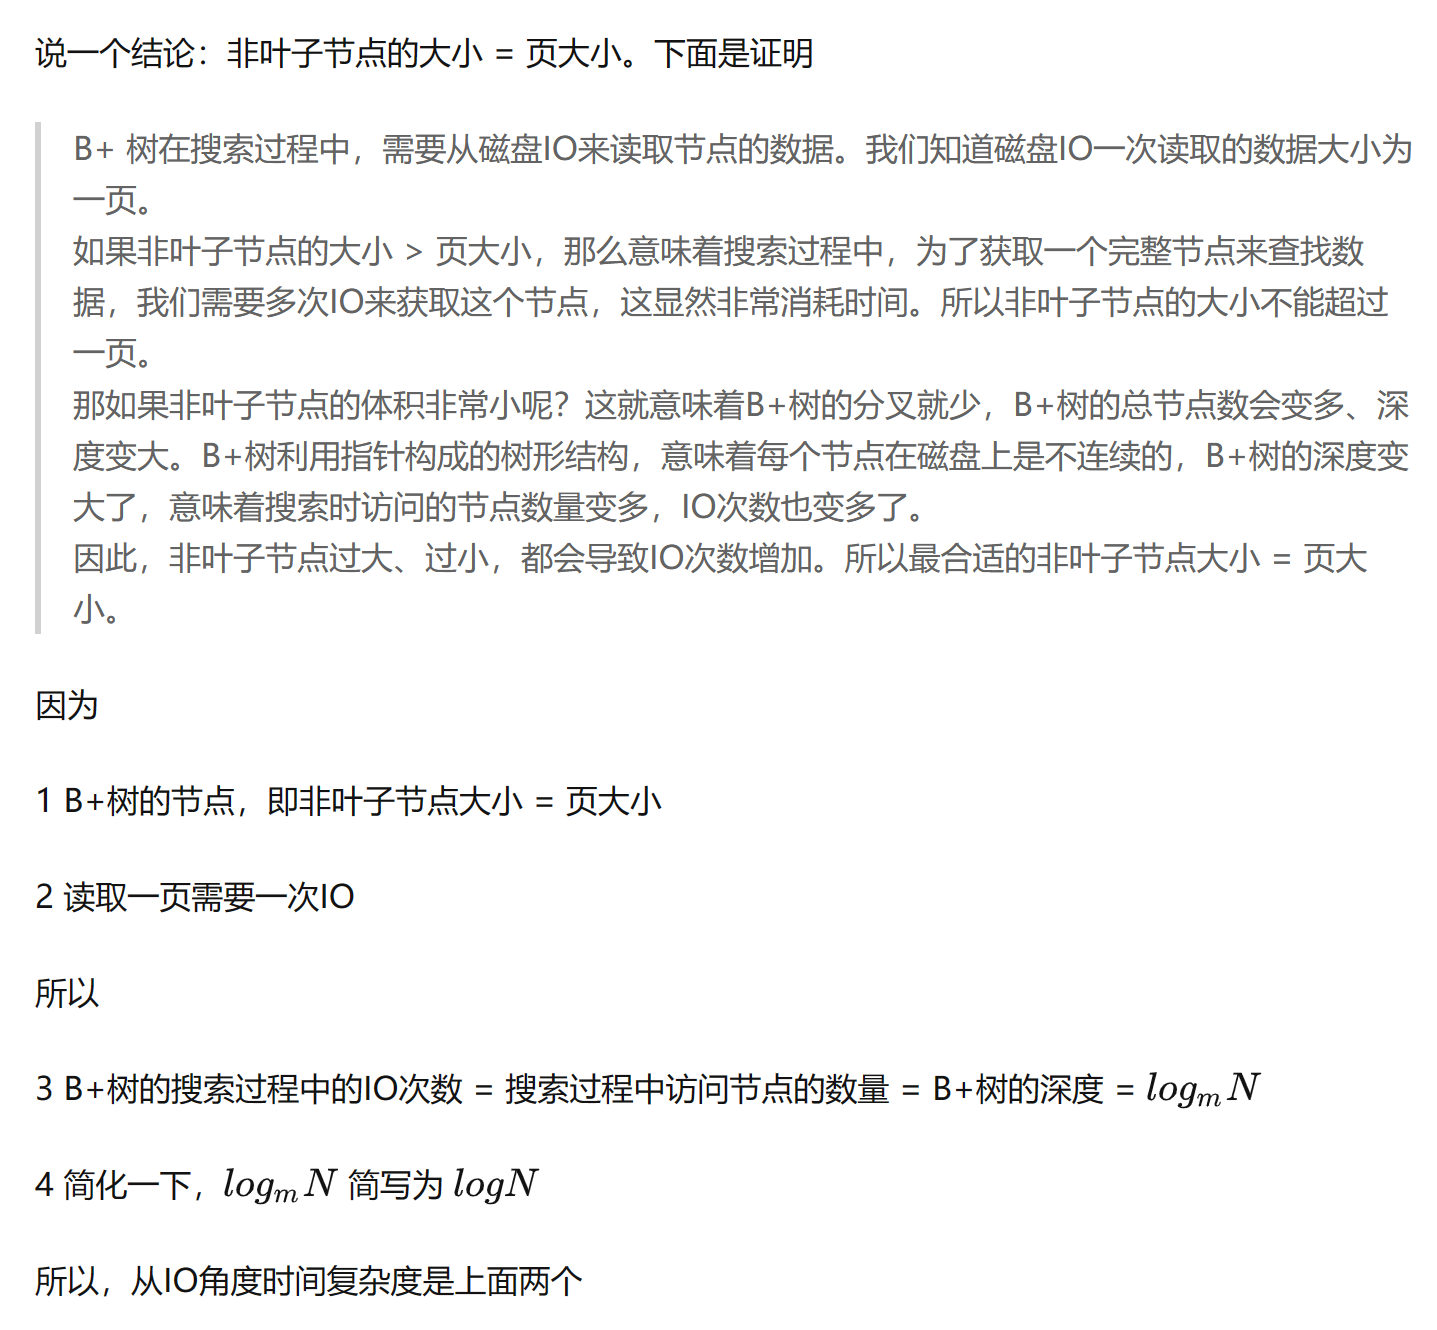 说一个结论：非叶子节点的大小 = 页大小。下面是证明
B+ 树在搜索过程中，需要从磁盘IO来读取节点的数据。我们知道磁盘IO一次读取的数据大小为
一页。
如果非叶子节点的大小 > 页大小，那么意味着搜索过程中，为了获取一个完整节点来查找数
据，我们需要多次IO来获取这个节点，这显然非常消耗时间。所以非叶子节点的大小不能超过
一页。
那如果非叶子节点的体积非常小呢？这就意味着B+树的分叉就少，B+树的总节点数会变多、深
度变大。B+树利用指针构成的树形结构，意味着每个节点在磁盘上是不连续的，B+树的深度变
大了，意味着搜索时访问的节点数量变多，IO次数也变多了。
因此，非叶子节点过大、过小，都会导致IO次数增加。所以最合适的非叶子节点大小 = 页大
小。
因为
1 B+树的节点，即非叶子节点大小 = 页大小
2 读取一页需要一次IO
所以
3 B+树的搜索过程中的IO次数 = 搜索过程中访问节点的数量 = B+树的深度 = $log_m N$
4 简化一下，$log_m N$ 简写为 $logN$
所以，从IO角度时间复杂度是上面两个